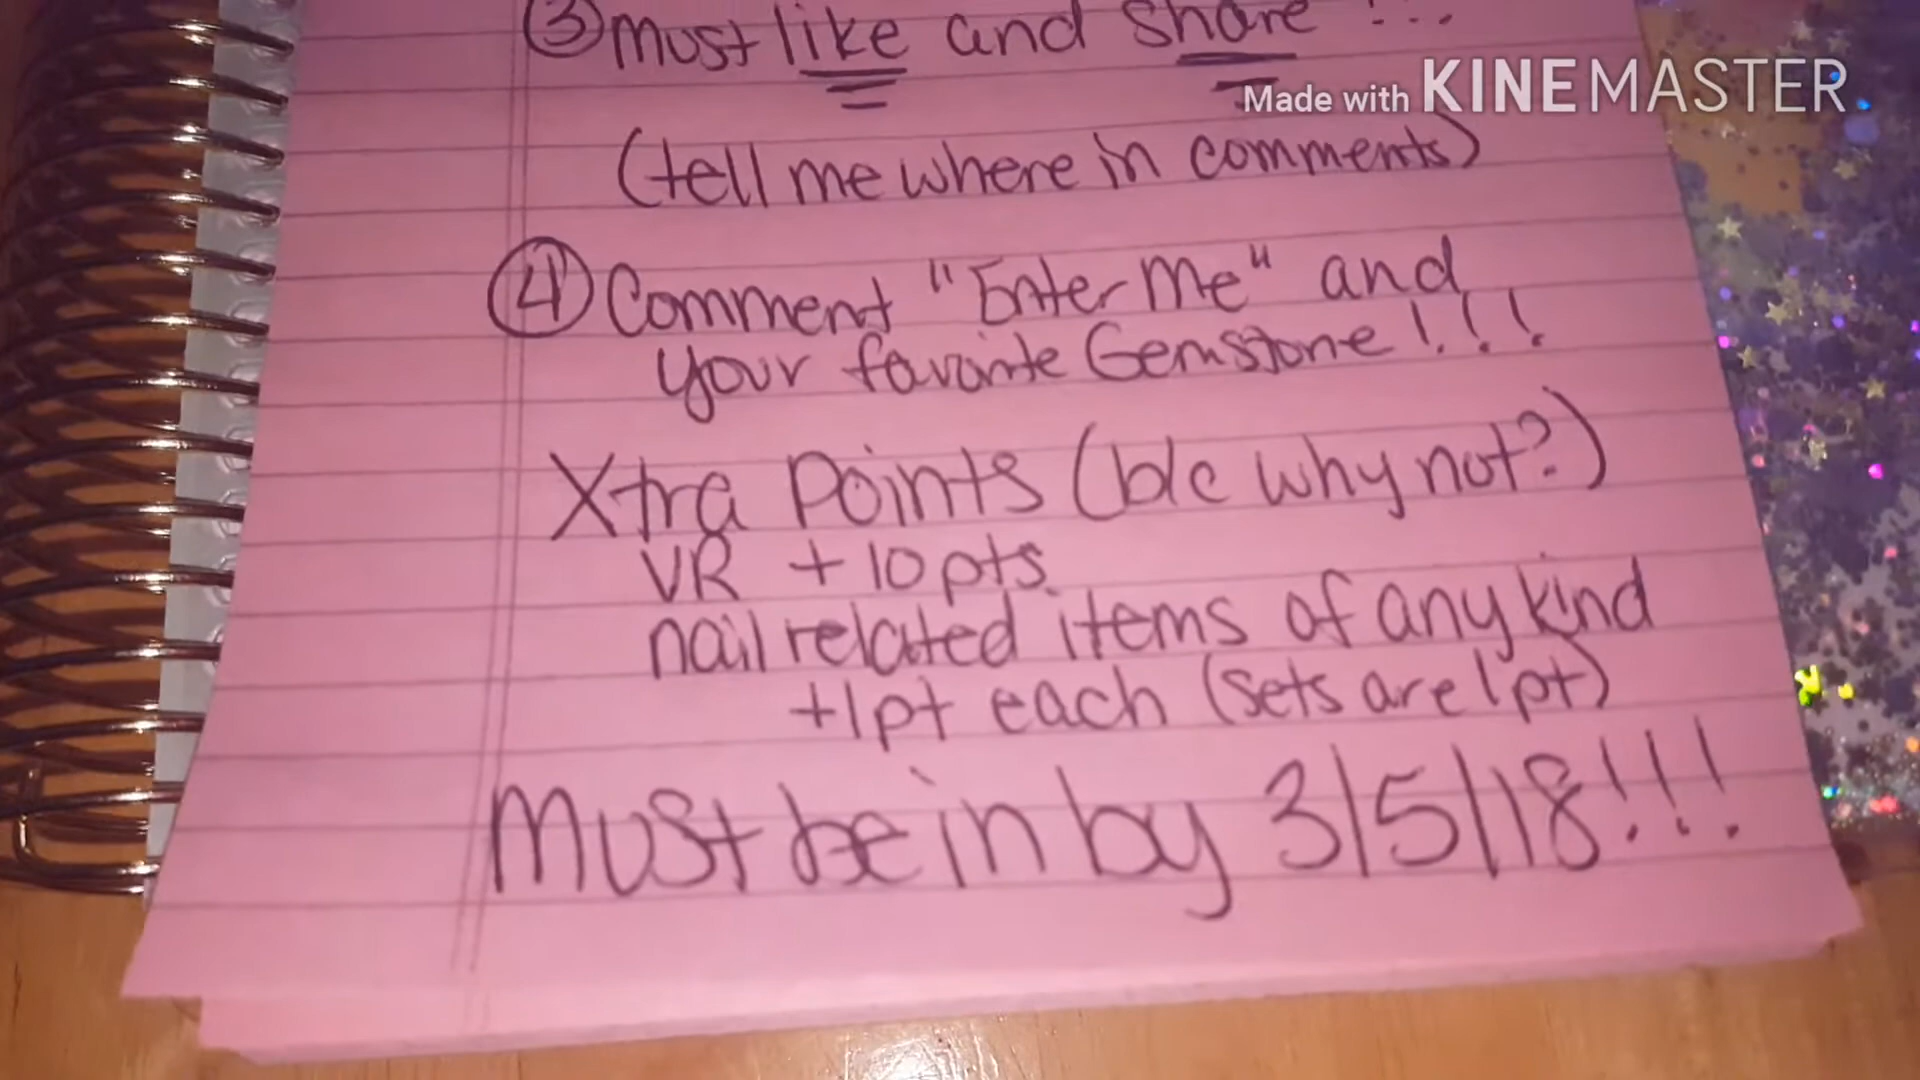 ③ Must like and Share !...
Made with KINEMASTER
(tell me where in comments)
④ Comment "Enter Me" and
your favorite Gemstone!!!
Xtra Points (b/c why not?)
VR +10 pts.
nail related items of any kind
+1pt each (sets are 1 pt)
Must be in by 3/5/18!!!